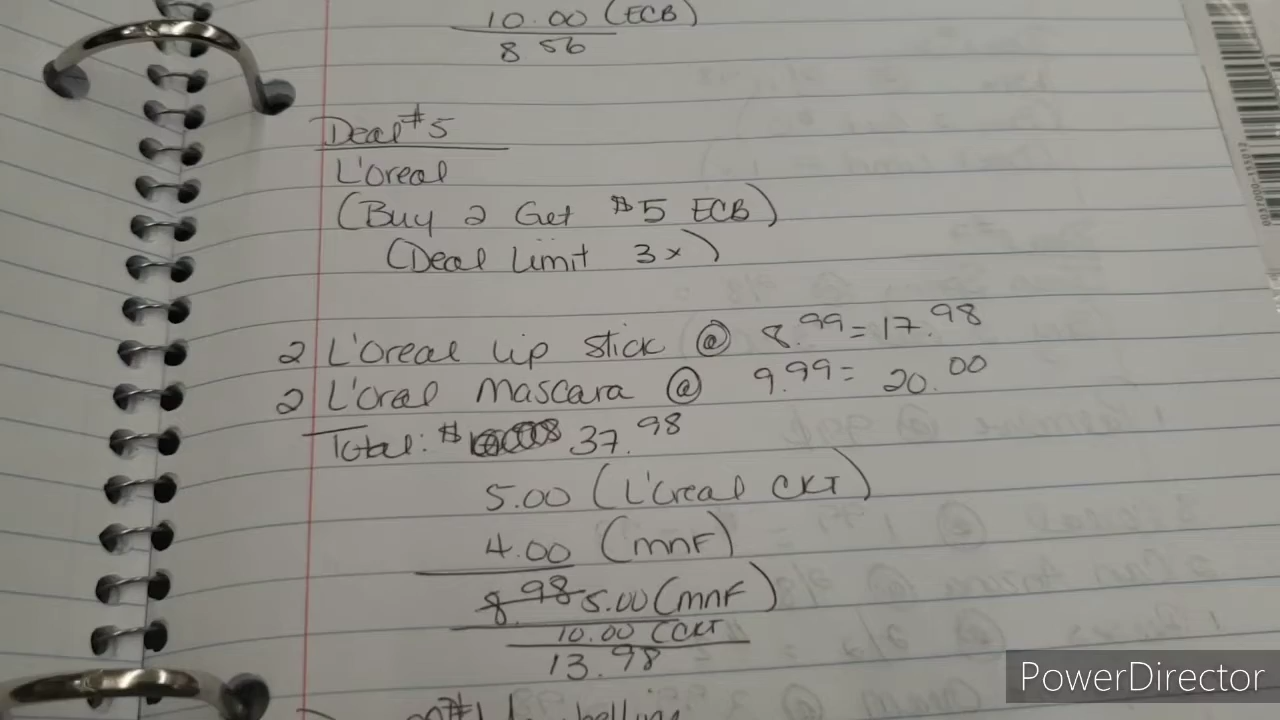 10.00 (ECB)
8 56
Deal #5
L'Oreal
(Buy 2 Get $5 ECB)
(Deal Limit 3x)
2 L'Oreal Lip stick @ 8.99 = 17.98
2 L'Oral Mascara @ 9.99 = 20.00
Total: $ 37.98
5.00 (L'Oreal CRT)
4.00 (mnF)
8.98 5.00 (mnF)
10.00 (CRT
13.98
PowerDirector